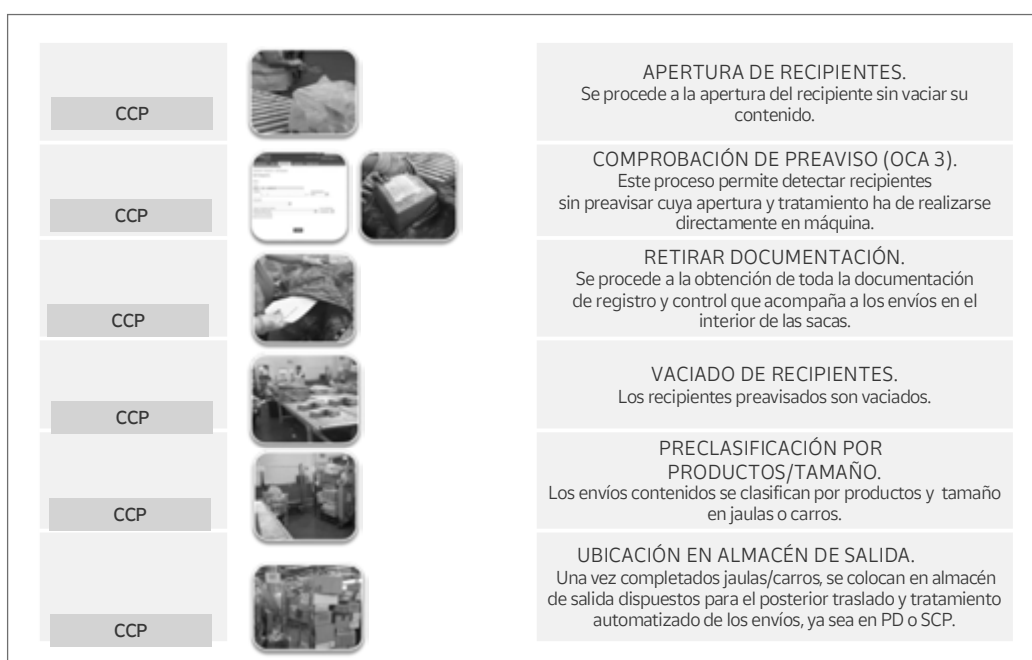 CCP
APERTURA DE RECIPIENTES.
Se procede a la apertura del recipiente sin vaciar su
contenido.
CCP
COMPROBACIÓN DE PREAVISO (OCA 3).
Este proceso permite detectar recipientes
sin preavisar cuya apertura y tratamiento ha de realizarse
directamente en máquina.
CCP
RETIRAR DOCUMENTACIÓN.
Se procede a la obtención de toda la documentación
de registro y control que acompaña a los envíos en el
interior de las sacas.
CCP
VACIADO DE RECIPIENTES.
Los recipientes preavisados son vaciados.
CCP
PRECLASIFICACIÓN POR
PRODUCTOS/TAMAÑO.
Los envíos contenidos se clasifican por productos y tamaño
en jaulas o carros.
CCP
UBICACIÓN EN ALMACÉN DE SALIDA.
Una vez completados jaulas/carros, se colocan en almacén
de salida dispuestos para el posterior traslado y tratamiento
automatizado de los envíos, ya sea en PD o SCP.